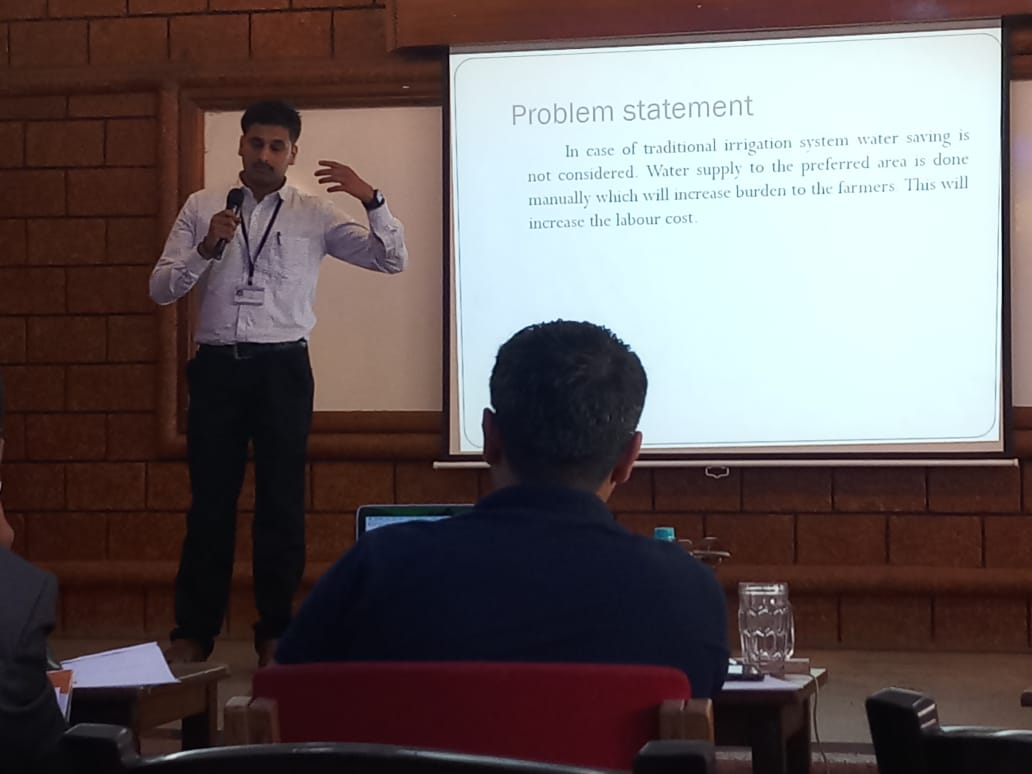 Problem statement
In case of traditional irrigation system water saving is
not considered. Water supply to the preferred area is done
manually which will increase burden to the farmers. This will
increase the labour cost.